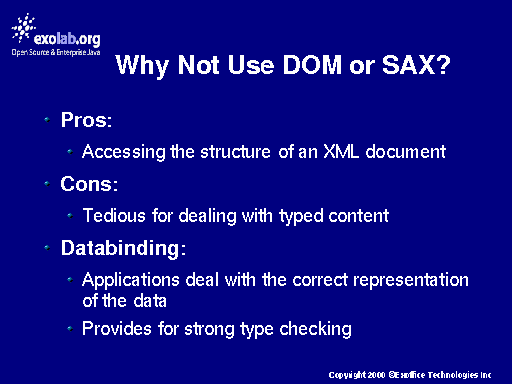 exolab.org
Open Source & Enterprise Java
Why Not Use DOM or SAX?
Pros:
Accessing the structure of an XML document
Cons:
Tedious for dealing with typed content
Databinding:
Applications deal with the correct representation
of the data
Provides for strong type checking
Copyright 2000 ©Exoffice Technologies Inc